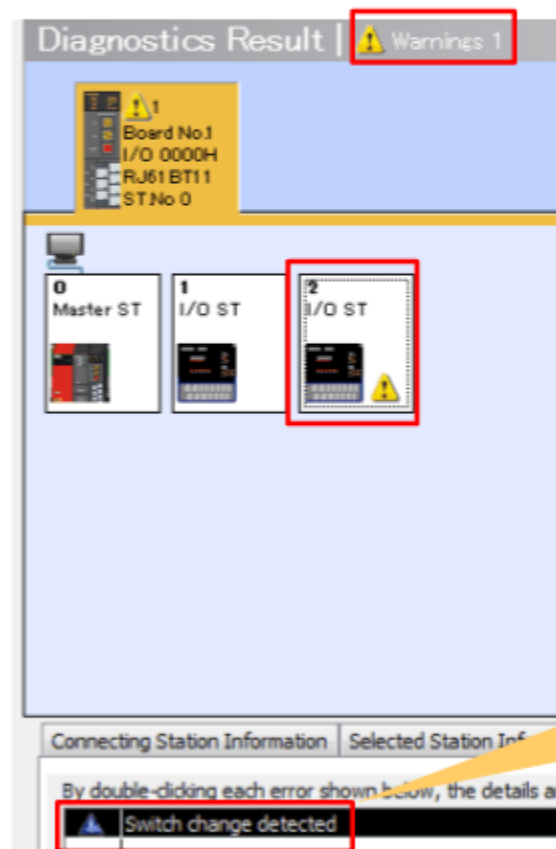 Diagnostics Result | Warnings 1
1
Board No.1
I/O 0000H
RJ61BT11
ST.No 0
0
Master ST
1
I/O ST
2
I/O ST
Connecting Station Information
Selected Station
By double-clicking each error shown below, the details
Switch change detected